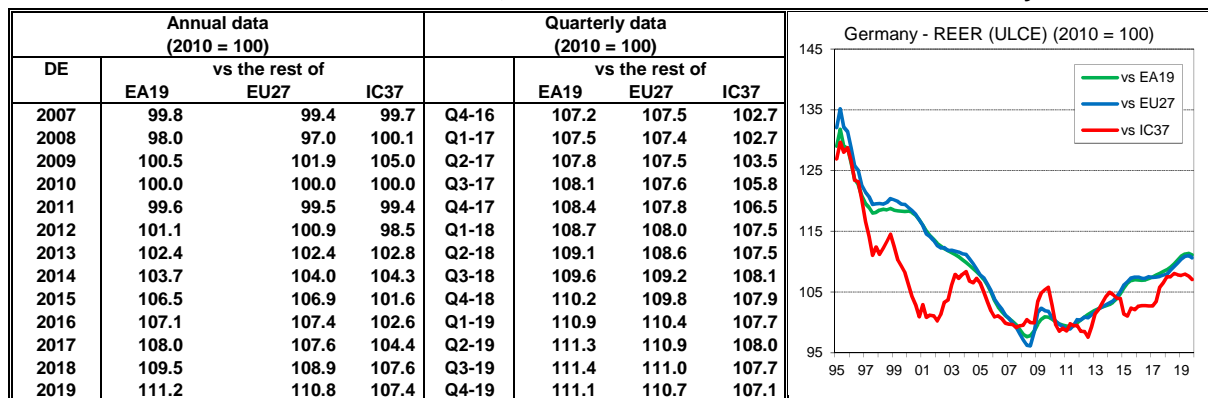 Annual data
(2010 = 100)
Quarterly data
(2010 = 100)
DE vs the rest of vs the rest of
EA19 EU27 IC37 EA19 EU27 IC37
2007 99.8 99.4 99.7 Q4-16 107.2 107.5 102.7
2008 98.0 97.0 100.1 Q1-17 107.5 107.4 102.7
2009 100.5 101.9 105.0 Q2-17 107.8 107.5 103.5
2010 100.0 100.0 100.0 Q3-17 108.1 107.6 105.8
2011 99.6 99.5 99.4 Q4-17 108.4 107.8 106.5
2012 101.1 100.9 98.5 Q1-18 108.7 108.0 107.5
2013 102.4 102.4 102.8 Q2-18 109.1 108.6 107.5
2014 103.7 104.0 104.3 Q3-18 109.6 109.2 108.1
2015 106.5 106.9 101.6 Q4-18 110.2 109.8 107.9
2016 107.1 107.4 102.6 Q1-19 110.9 110.4 107.7
2017 108.0 107.6 104.4 Q2-19 111.3 110.9 108.0
2018 109.5 108.9 107.6 Q3-19 111.4 111.0 107.7
2019 111.2 110.8 107.4 Q4-19 111.1 110.7 107.1
Germany - REER (ULCE) (2010 = 100)
145
135
125
115
105
95
vs EA19
vs EU27
vs IC37
95 97 99 01 03 05 07 09 11 13 15 17 19